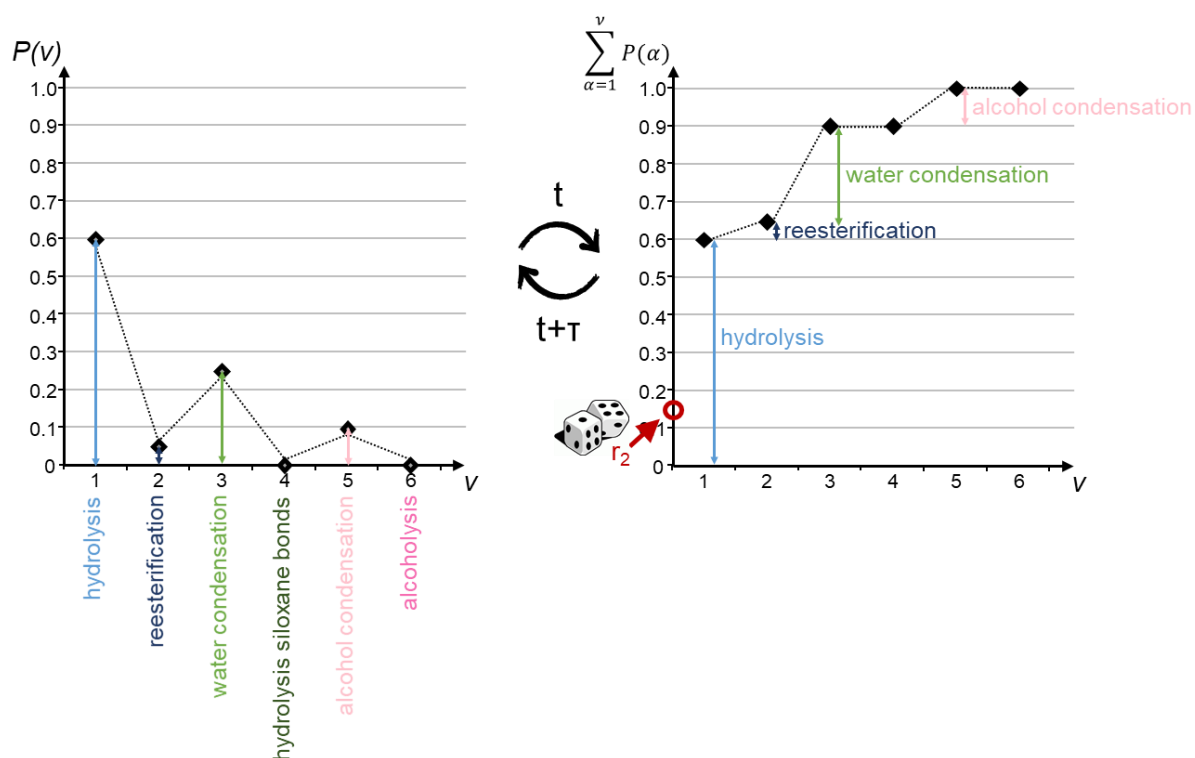 P(v)
1.0
0.9
0.8
0.7
0.6
0.5
0.4
0.3
0.2
0.1
0
1 2 3 4 5 6
v
hydrolysis
reesterification
water condensation
hydrolysis siloxane bonds
alcohol condensation
alcoholysis
t
t+τ
ν
∑ P(α)
α=1
1.0
0.9
0.8
0.7
0.6
0.5
0.4
0.3
0.2
1
0
alcohol condensation
water condensation
reesterification
hydrolysis
r2
1 2 3 4 5 6
v